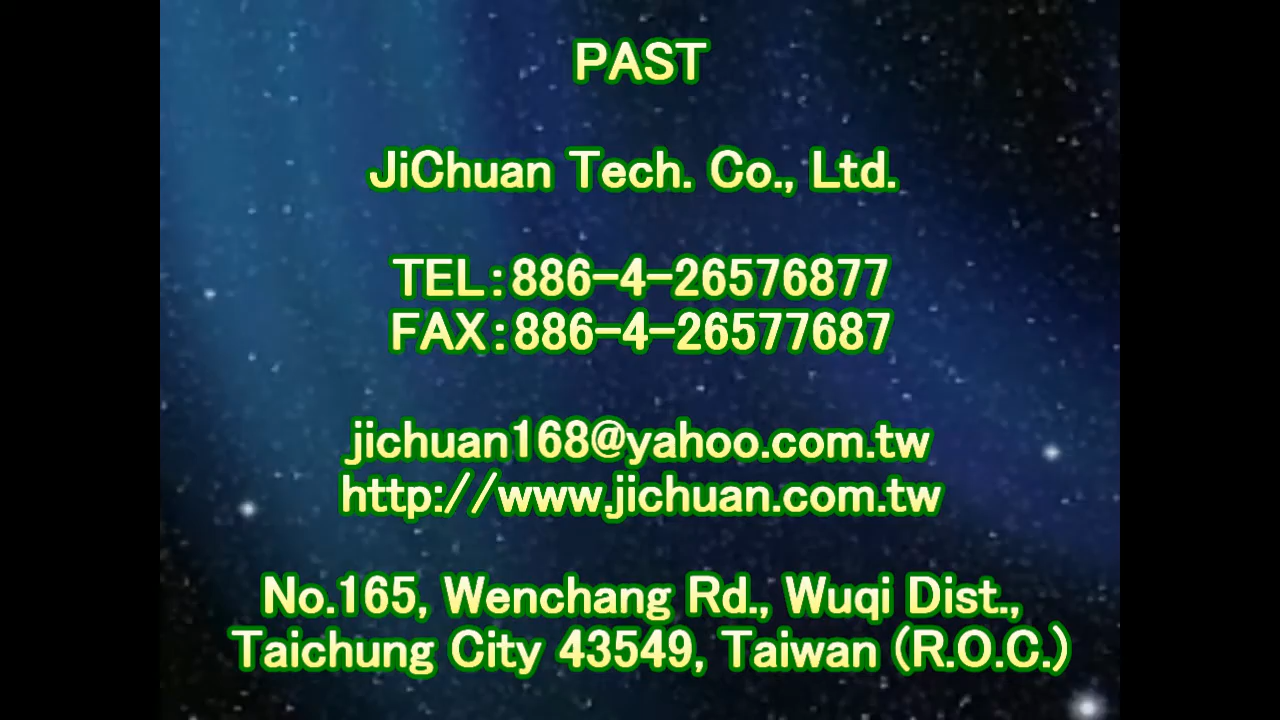 PAST
JiChuan Tech. Co., Ltd.
TEL:886-4-26576877
FAX:886-4-26577687
jichuan168@yahoo.com.tw
http://www.jichuan.com.tw
No.165, Wenchang Rd., Wuqi Dist.,
Taichung City 43549, Taiwan (R.O.C.)